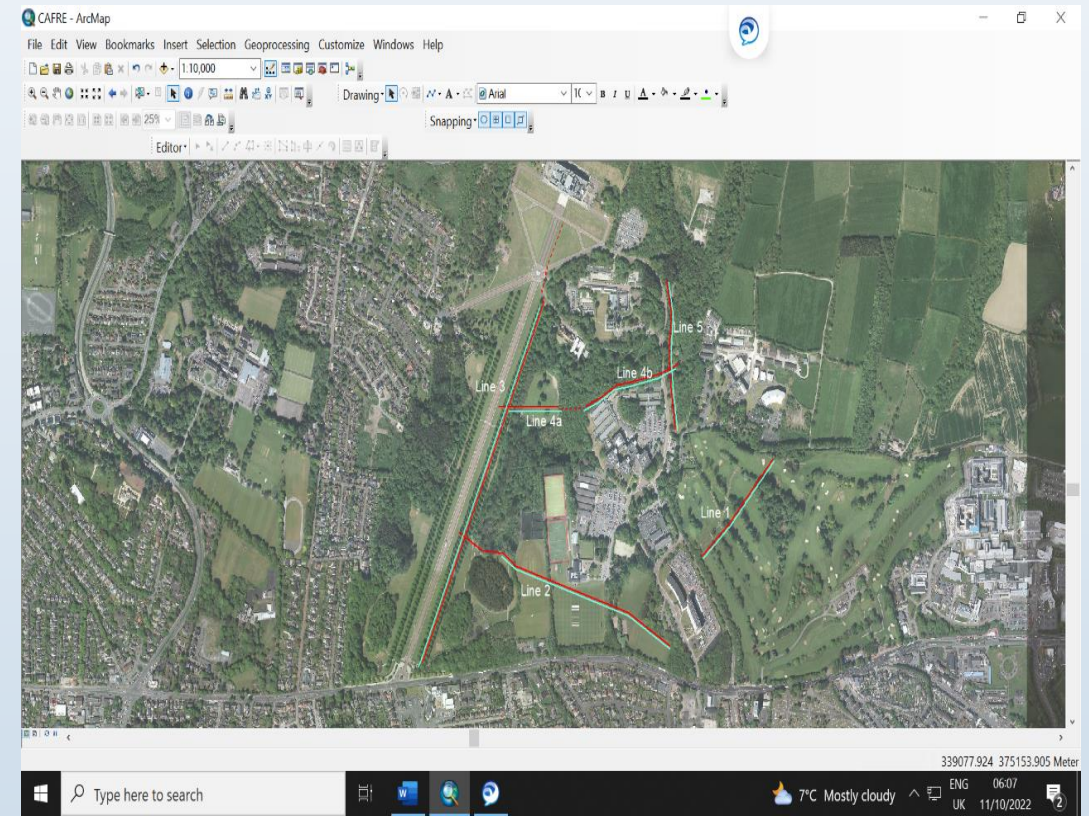 CAFRE - ArcMap
File Edit View Bookmarks Insert Selection Geoprocessing Customize Windows Help
1:10,000
Drawing Arial B I U A
25% Snapping
Editor
Line 5
Line 4b
Line 3
Line 4a
Line 1
Line 2
339077.924 375153.905 Meter
Type here to search
7°C Mostly cloudy ENG 06:07
UK 11/10/2022 2